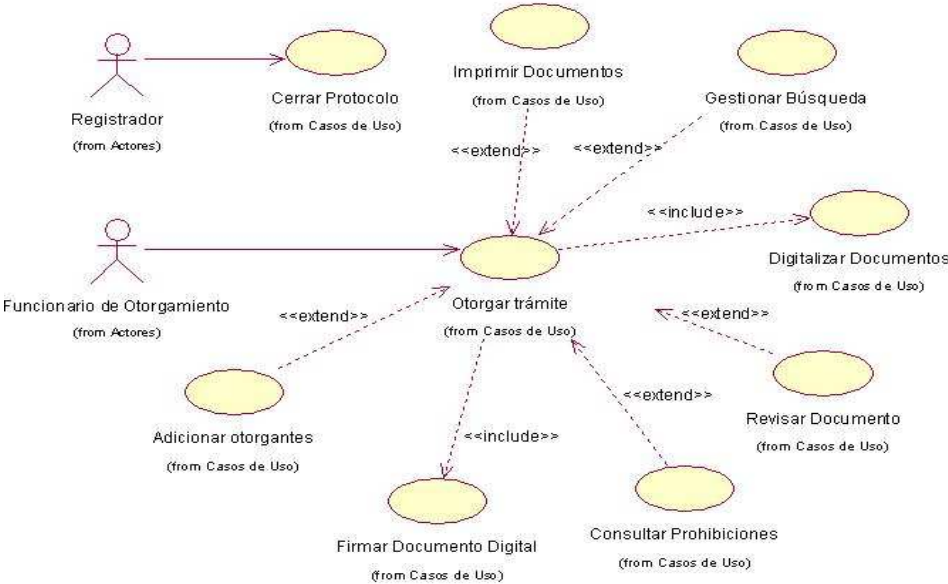 Registrador
(from Actores)
Cerrar Protocolo
(from Casos de Uso)
Imprimir Documentos
(from Casos de Uso)
Gestionar Búsqueda
(from Casos de Uso)
<<extend>>
<<extend>>
<<include>>
Digitalizar Documentos
(from Casos de Uso)
Funcionario de Otorgamiento
(from Actores)
Otorgar trámite
(from Casos de Uso)
<<extend>>
<<extend>>
Adicionar otorgantes
(from Casos de Uso)
<<include>>
<<extend>>
Revisar Documento
(from Casos de Uso)
Firmar Documento Digital
(from Casos de Uso)
Consultar Prohibiciones
(from Casos de Uso)